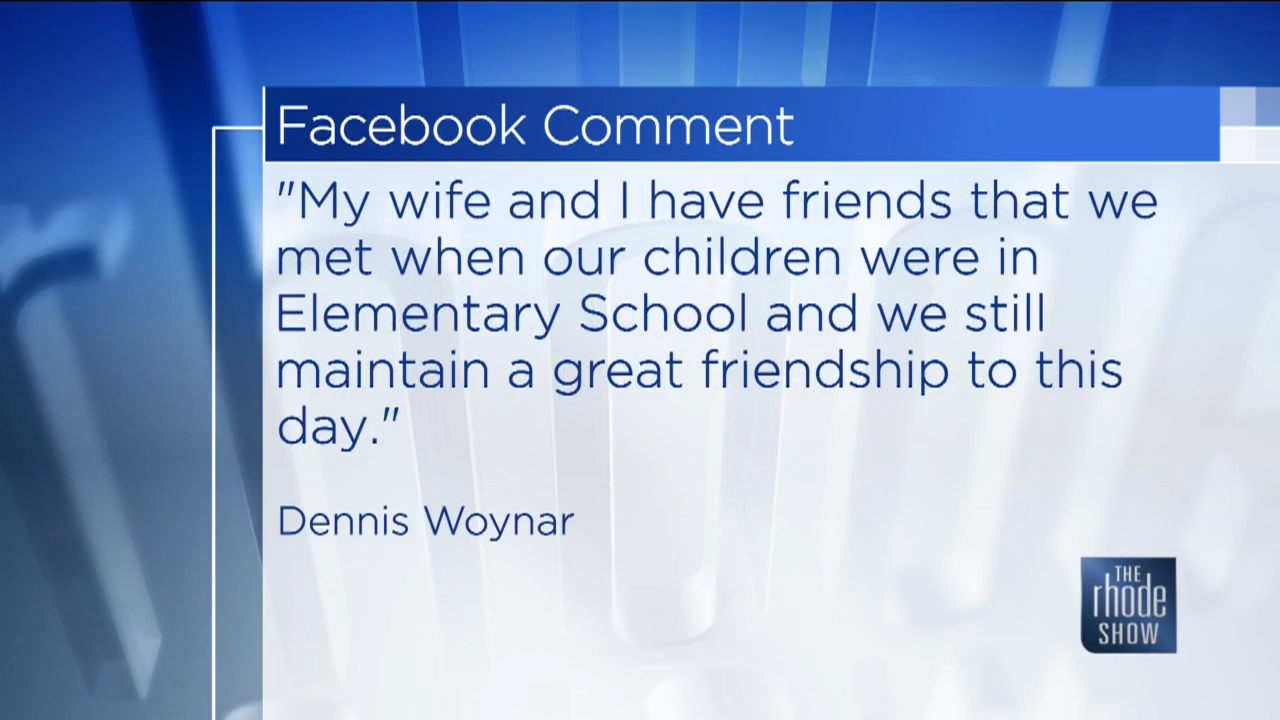 Facebook Comment
"My wife and I have friends that we
met when our children were in
Elementary School and we still
maintain a great friendship to this
day."
Dennis Woynar
THE
rhode
SHOW